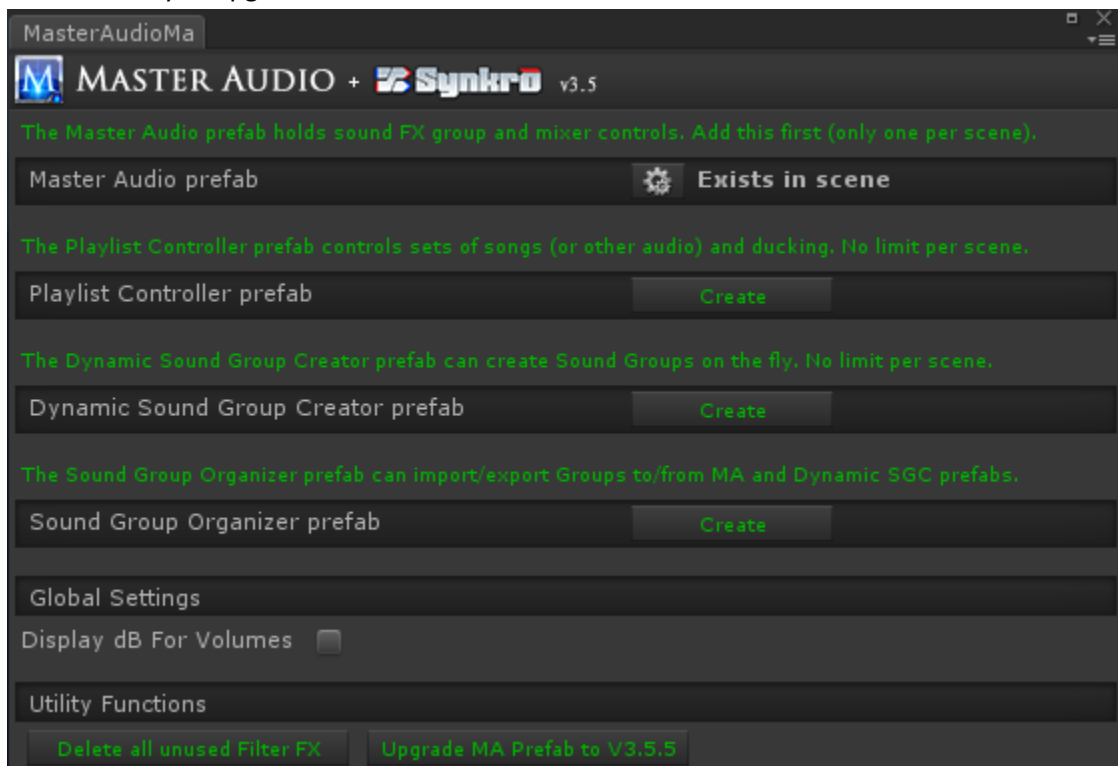 MasterAudioMa
MASTER AUDIO + Synkro v3.5
The Master Audio prefab holds sound FX group and mixer controls. Add this first (only one per scene).
Master Audio prefab Exists in scene
The Playlist Controller prefab controls sets of songs (or other audio) and ducking. No limit per scene.
Playlist Controller prefab Create
The Dynamic Sound Group Creator prefab can create Sound Groups on the fly. No limit per scene.
Dynamic Sound Group Creator prefab Create
The Sound Group Organizer prefab can import/export Groups to/from MA and Dynamic SGC prefabs.
Sound Group Organizer prefab Create
Global Settings
Display dB For Volumes
Utility Functions
Delete all unused Filter FX Upgrade MA Prefab to V3.5.5